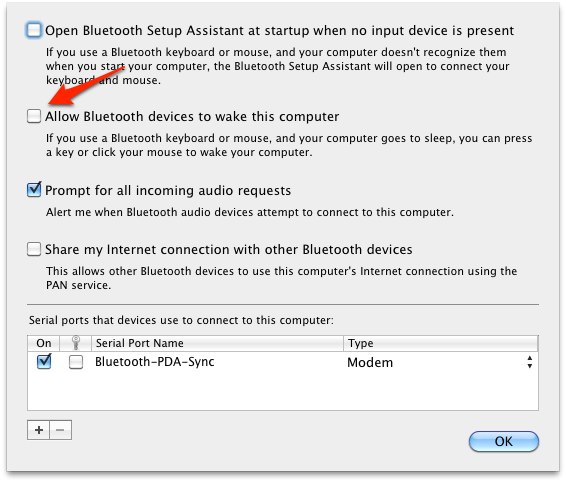 Open Bluetooth Setup Assistant at startup when no input device is present
If you use a Bluetooth keyboard or mouse, and your computer doesn't recognize them
when you start your computer, the Bluetooth Setup Assistant will open to connect your
keyboard and mouse.
Allow Bluetooth devices to wake this computer
If you use a Bluetooth keyboard or mouse, and your computer goes to sleep, you can press
a key or click your mouse to wake your computer.
Prompt for all incoming audio requests
Alert me when Bluetooth audio devices attempt to connect to this computer.
Share my Internet connection with other Bluetooth devices
This allows other Bluetooth devices to use this computer's Internet connection using the
PAN service.
Serial ports that devices use to connect to this computer:
On Serial Port Name Type
Bluetooth-PDA-Sync Modem
+ −
OK